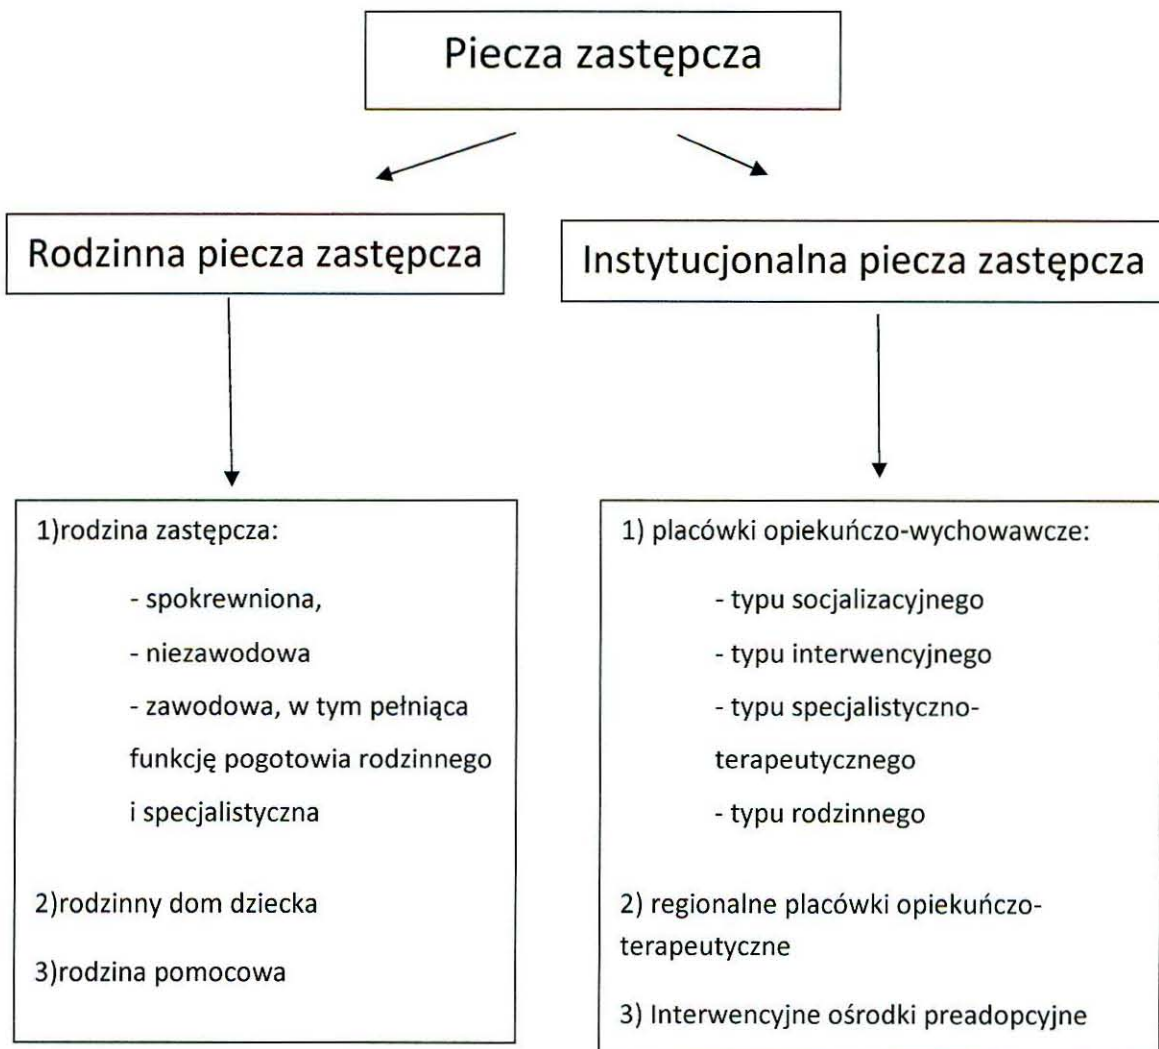 Piecza zastępcza
Rodzinna piecza zastępcza
Instytucjonalna piecza zastępcza
1)rodzina zastępcza:
- spokrewniona,
- niezawodowa
- zawodowa, w tym pełniąca
funkcję pogotowia rodzinnego
i specjalistyczna
2)rodzinny dom dziecka
3)rodzina pomocowa
1) placówki opiekuńczo-wychowawcze:
- typu socjalizacyjnego
- typu interwencyjnego
- typu specjalistyczno-
terapeutycznego
- typu rodzinnego
2) regionalne placówki opiekuńczo-
terapeutyczne
3) Interwencyjne ośrodki preadopcyjne